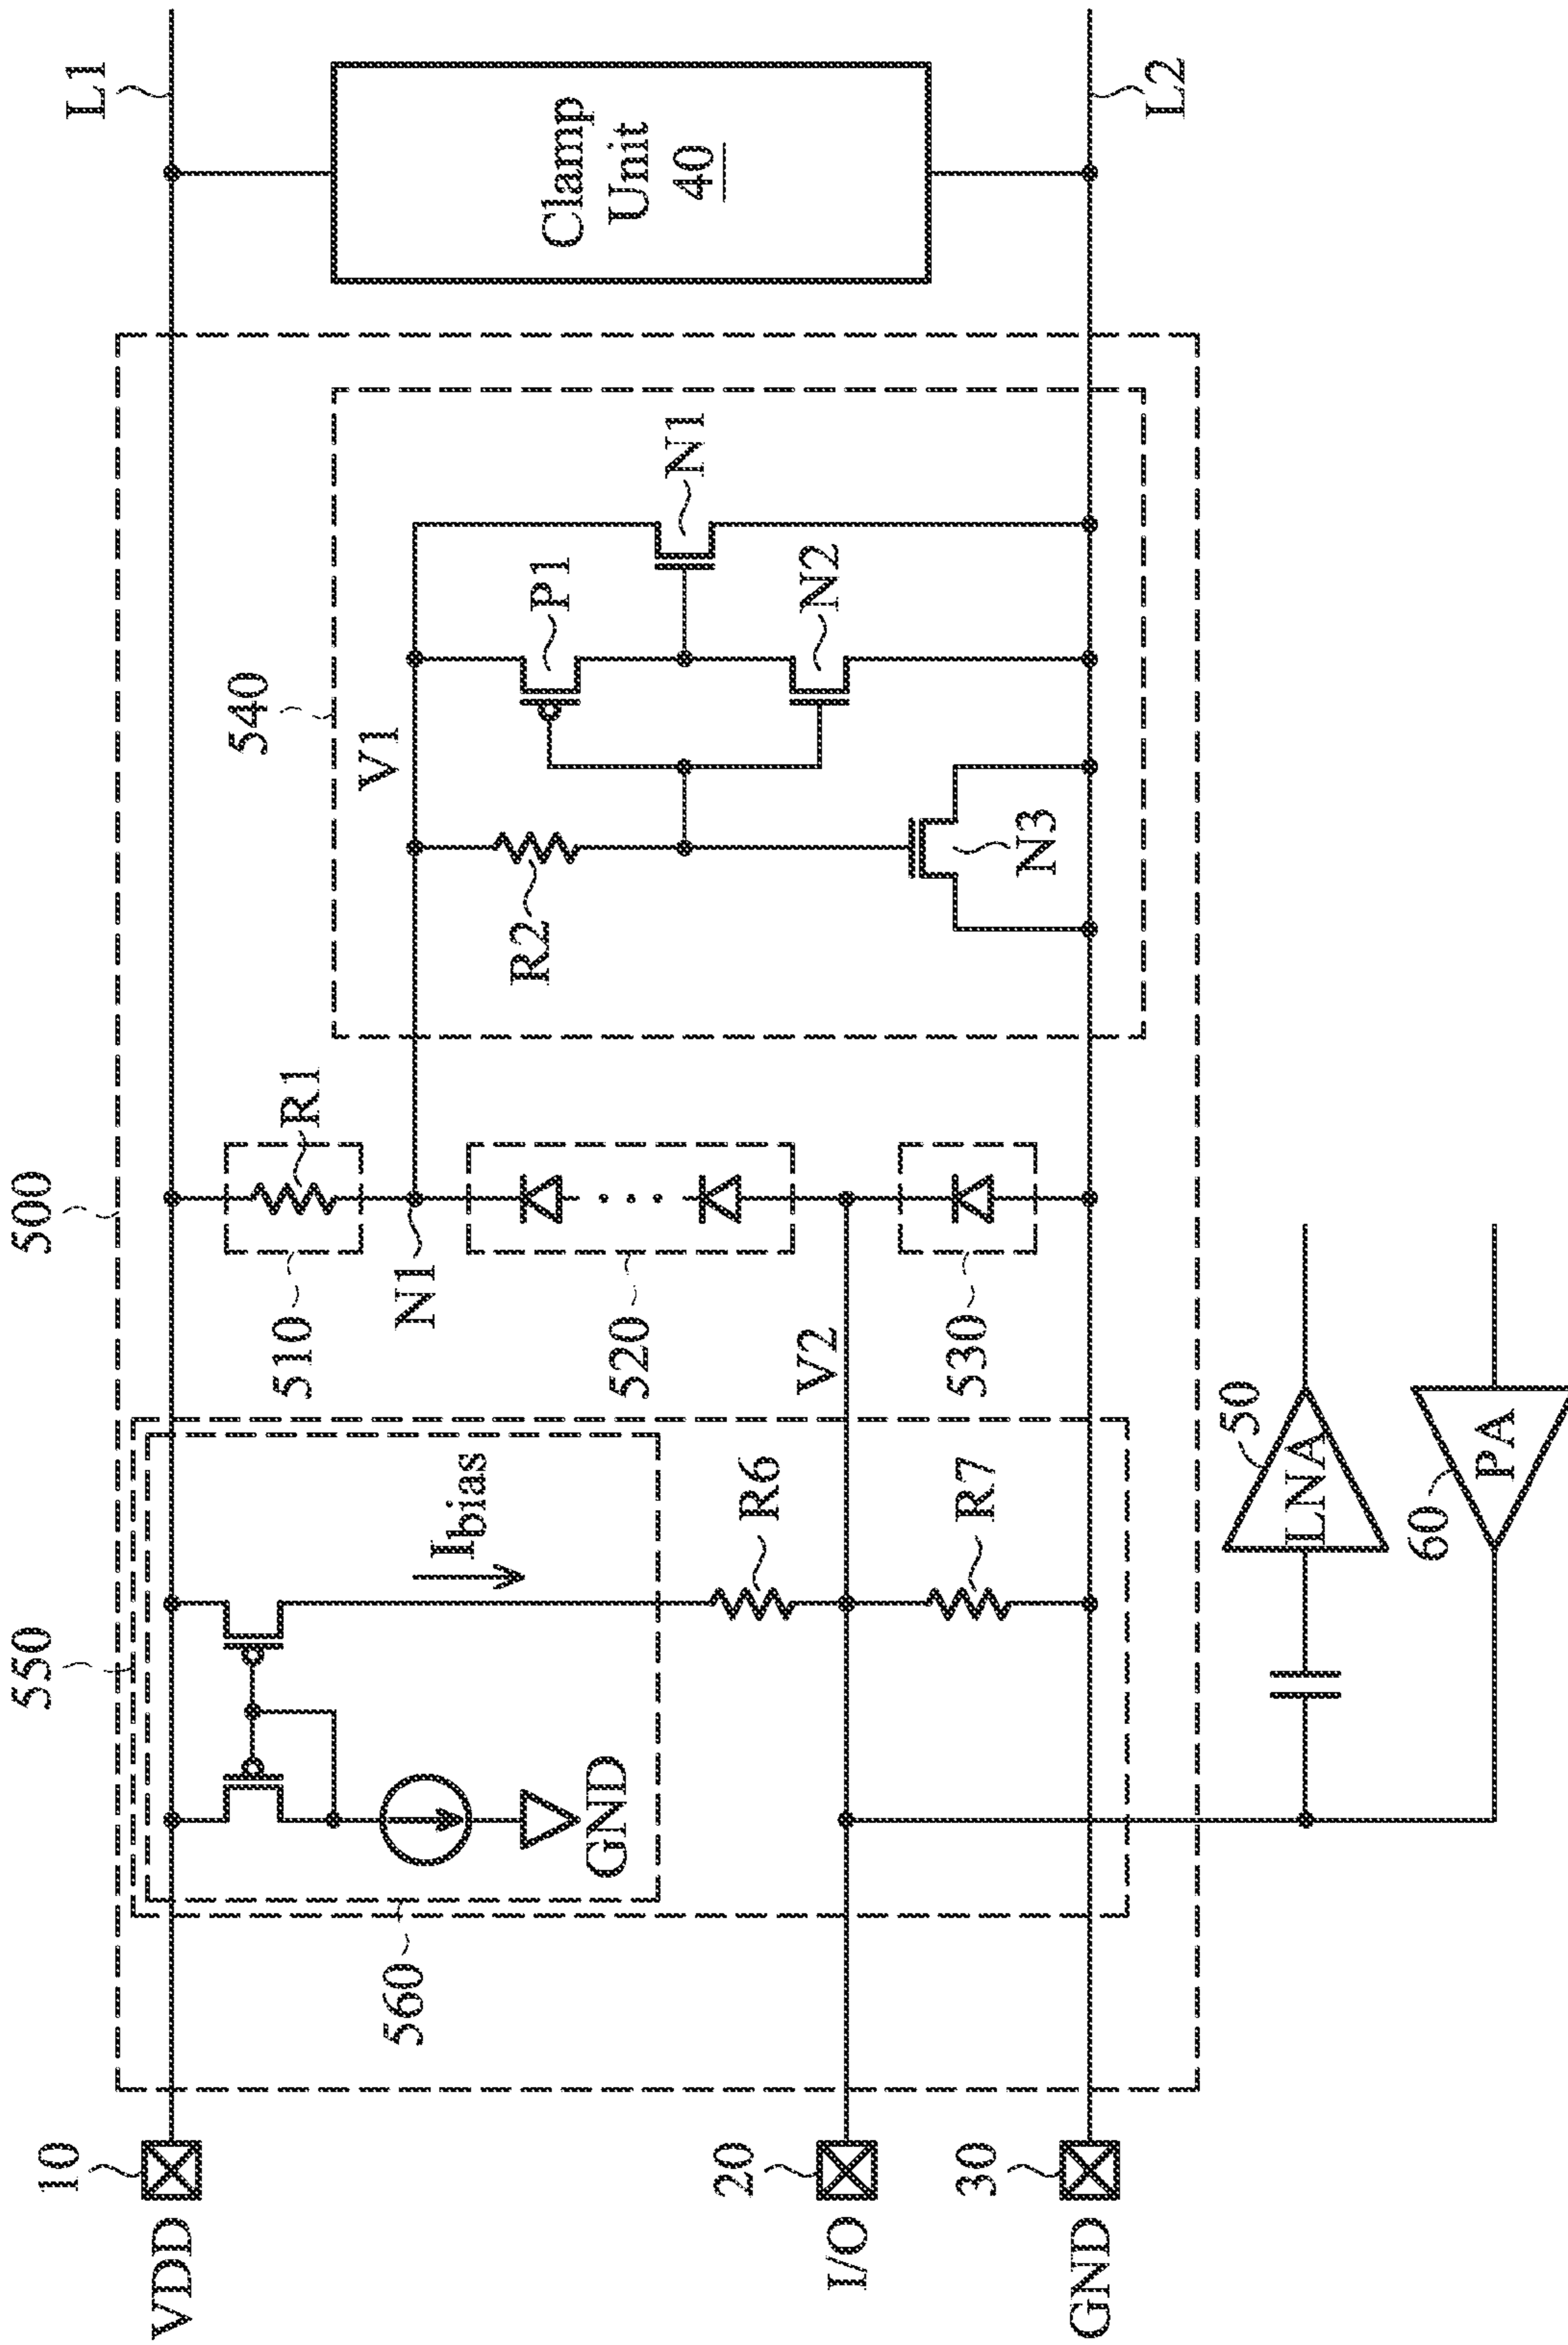 500
550
560
I_bias
GND
510
R1
N1
520
530
V1
V2
R6
R7
540
R2
P1
N1
N2
N3
L1
L2
Clamp
Unit
40
VDD
10
I/O
20
GND
30
50
LNA
60
PA